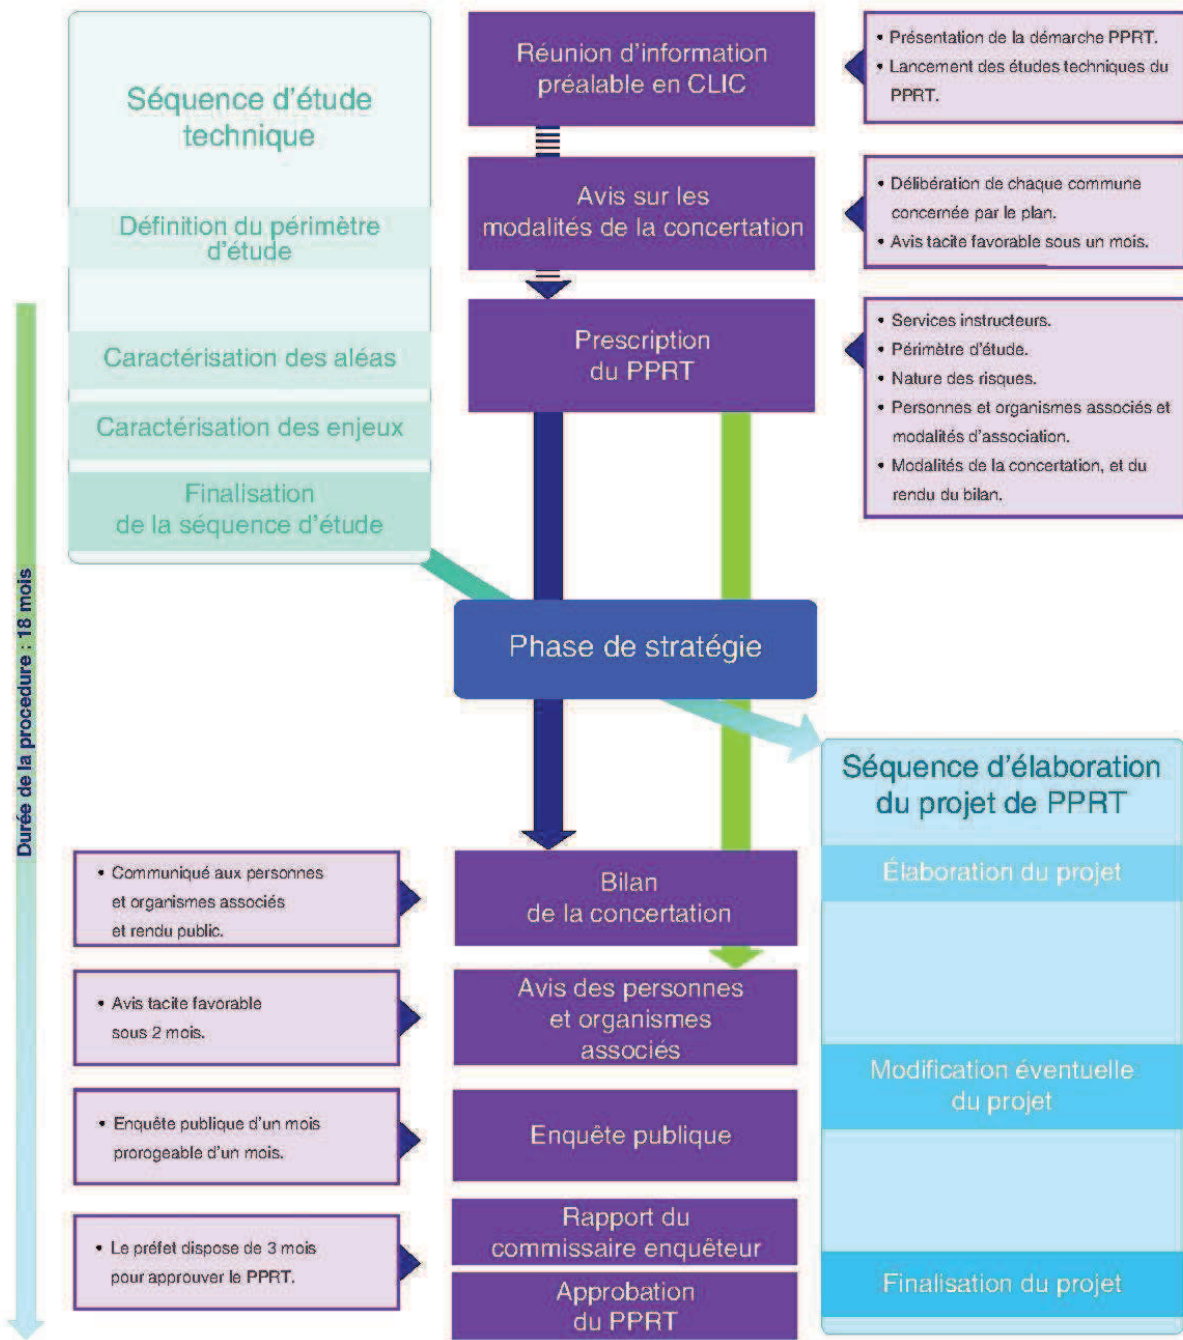 Séquence d'étude
technique
Définition du périmètre
d'étude
Caractérisation des aléas
Caractérisation des enjeux
Finalisation
de la séquence d'étude
Réunion d'information
préalable en CLIC
Avis sur les
modalités de la concertation
Prescription
du PPRT
• Présentation de la démarche PPRT.
• Lancement des études techniques du
PPRT.
• Délibération de chaque commune
concernée par le plan.
• Avis tacite favorable sous un mois.
• Services instructeurs.
• Périmètre d'étude.
• Nature des risques.
• Personnes et organismes associés et
modalités d'association.
• Modalités de la concertation, et du
rendu du bilan.
Durée de la procedure : 18 mois
Phase de stratégie
Séquence d'élaboration
du projet de PPRT
Élaboration du projet
Modification éventuelle
du projet
Finalisation du projet
• Communiqué aux personnes
et organismes associés
et rendu public.
Bilan
de la concertation
• Avis tacite favorable
sous 2 mois.
Avis des personnes
et organismes
associés
• Enquête publique d'un mois
prorogeable d'un mois.
Enquête publique
Rapport du
commissaire enquêteur
• Le préfet dispose de 3 mois
pour approuver le PPRT.
Approbation
du PPRT